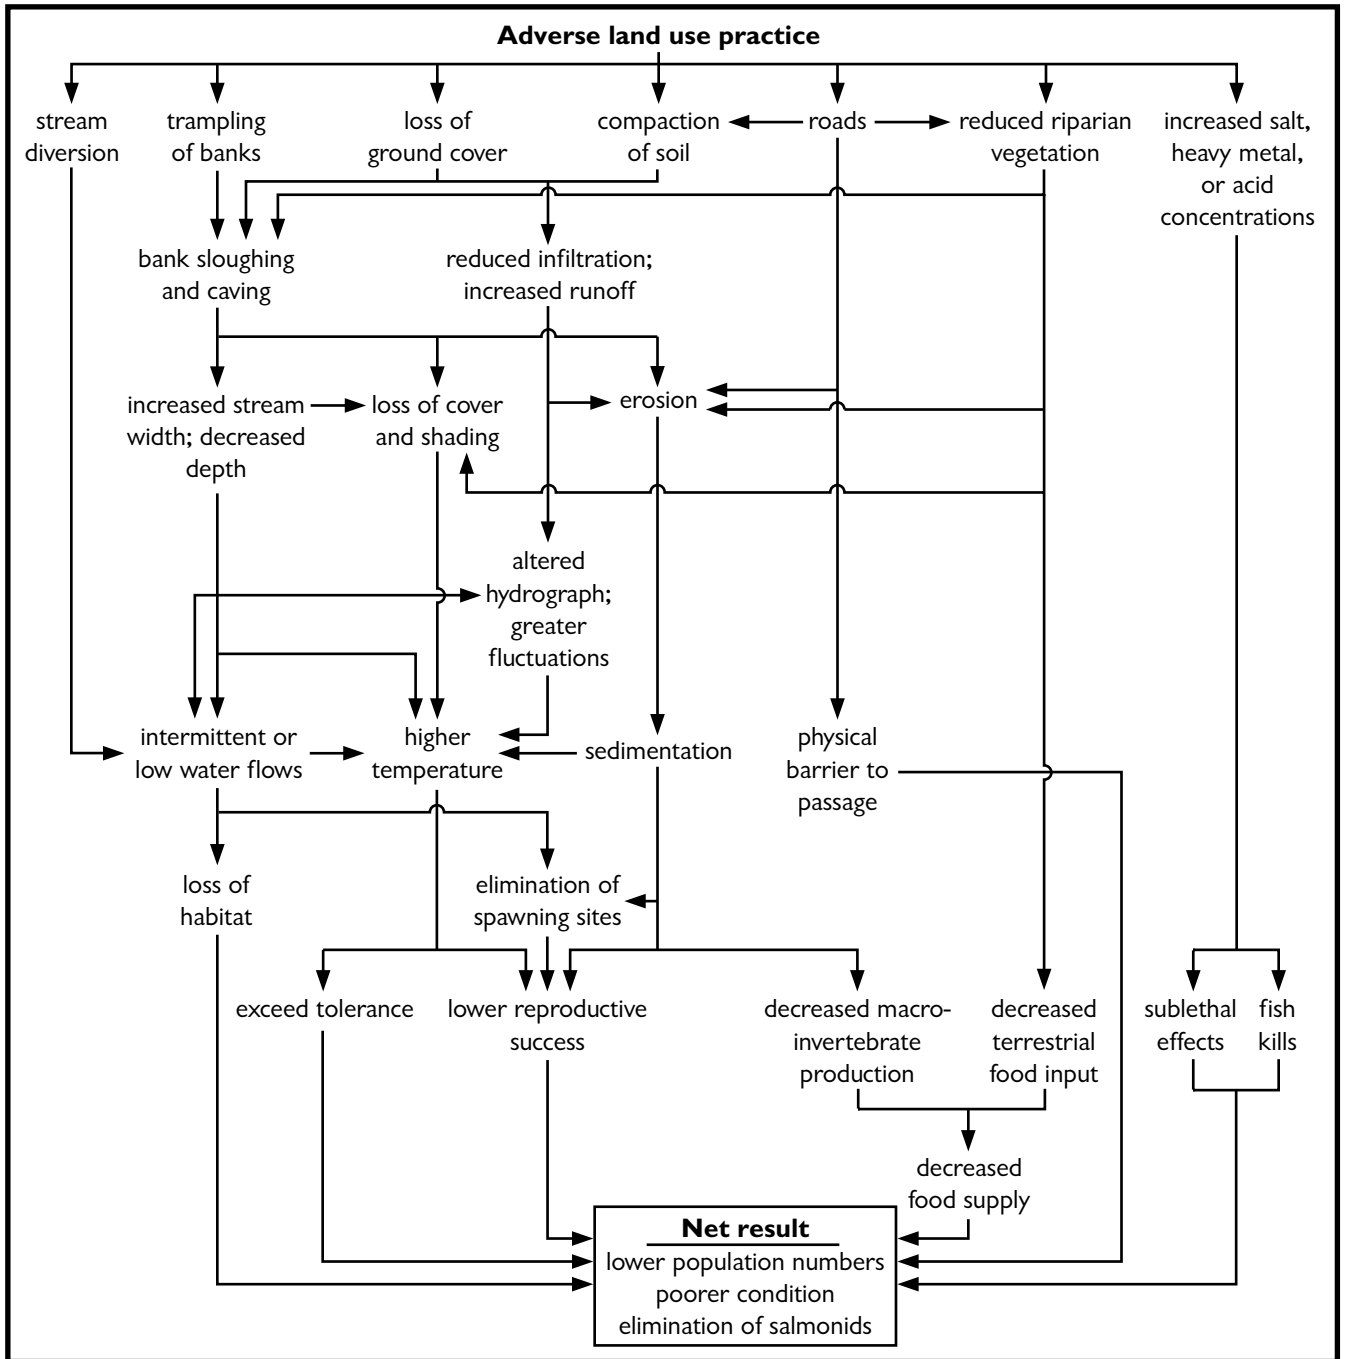 Adverse land use practice
stream
diversion
trampling
of banks
loss of
ground cover
compaction
of soil
roads
reduced riparian
vegetation
increased salt,
heavy metal,
or acid
concentrations
bank sloughing
and caving
reduced infiltration;
increased runoff
increased stream
width; decreased
depth
loss of cover
and shading
erosion
altered
hydrograph;
greater
fluctuations
intermittent or
low water flows
higher
temperature
sedimentation
physical
barrier to
passage
loss of
habitat
elimination of
spawning sites
exceed tolerance
lower reproductive
success
decreased macro-
invertebrate
production
decreased
terrestrial
food input
sublethal
effects
fish
kills
decreased
food supply
Net result
lower population numbers
poorer condition
elimination of salmonids